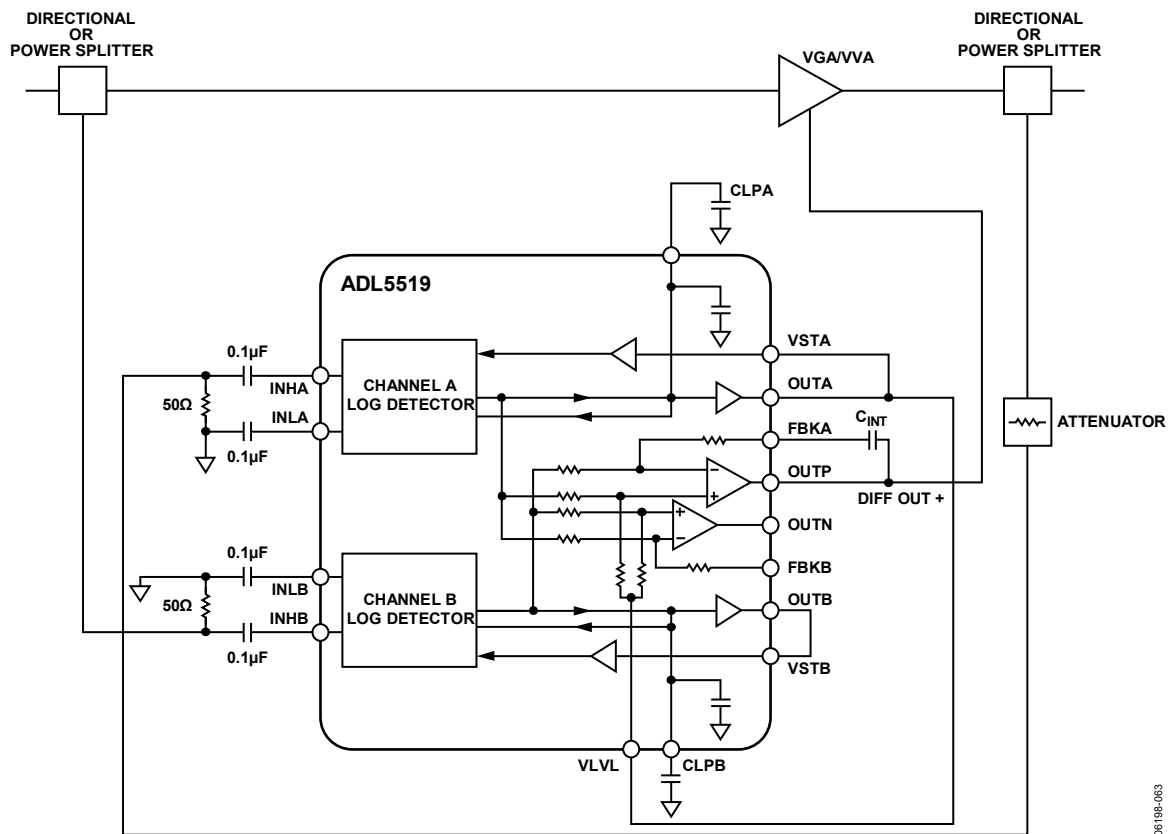 DIRECTIONAL
OR
POWER SPLITTER
DIRECTIONAL
OR
POWER SPLITTER
VGA/VVA
CLPA
ADL5519
0.1µF
INHA
50Ω
INLA
0.1µF
CHANNEL A
LOG DETECTOR
VSTA
OUTA
FBKA
CINT
ATTENUATOR
OUTP
DIFF OUT +
OUTN
FBKB
0.1µF
INLB
50Ω
INHB
0.1µF
CHANNEL B
LOG DETECTOR
OUTB
VSTB
VLVL
CLPB
06198-063